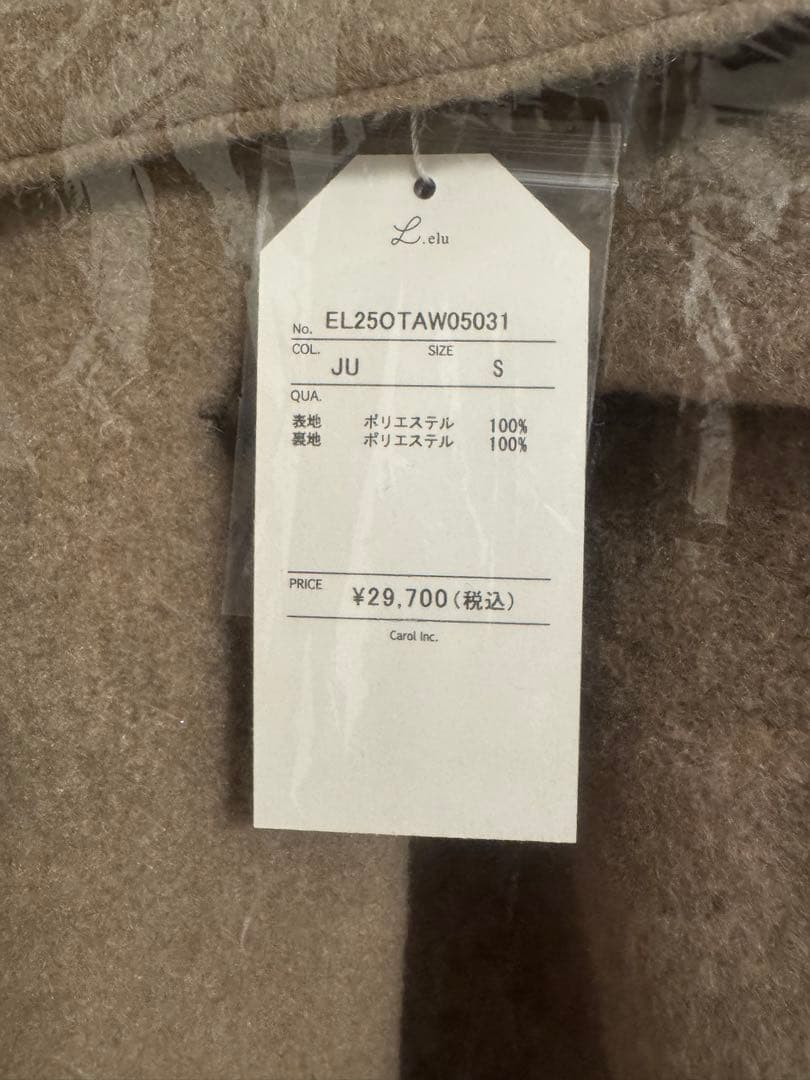 L.elu
No. EL25OTAW05031
COL. JU SIZE S
QUA.
表地 ポリエステル 100%
裏地 ポリエステル 100%
PRICE ¥29,700(税込)
Carol Inc.